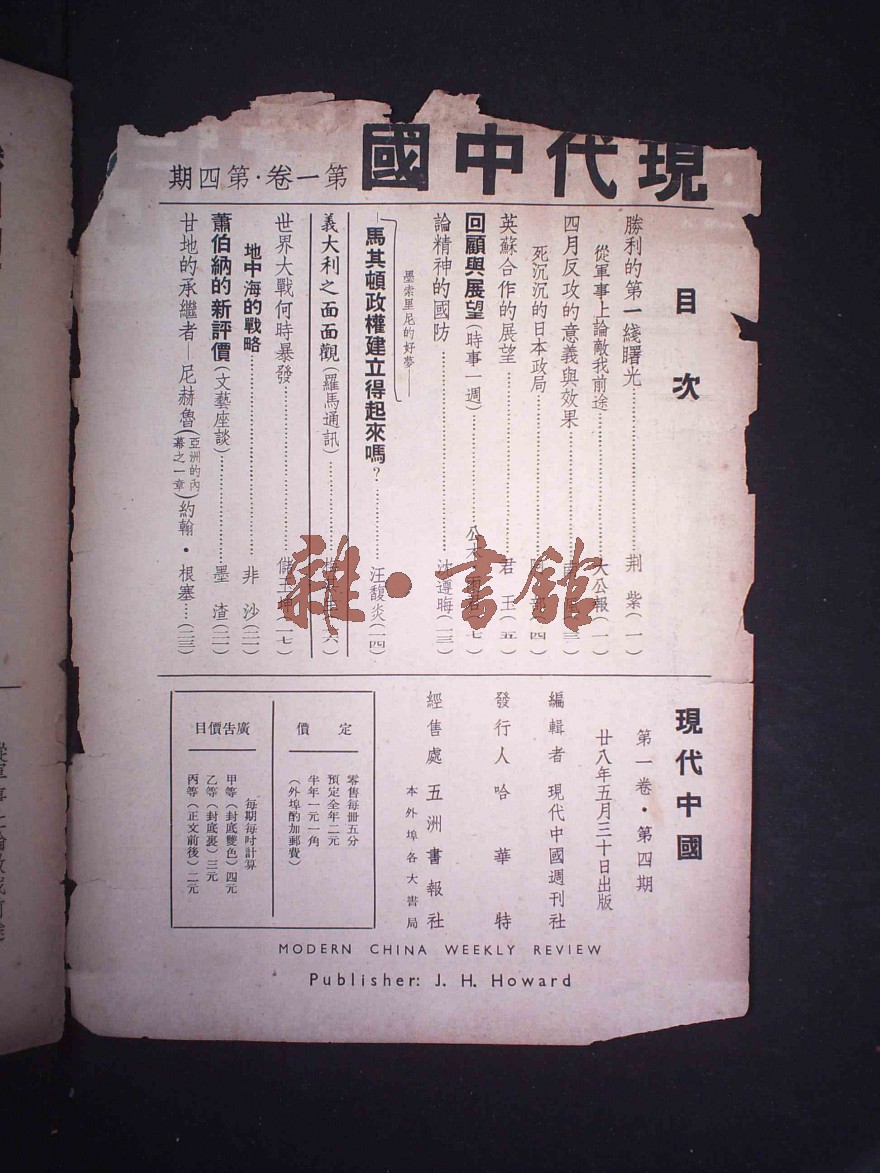 現代中國
第一卷·第四期
目次
勝利的第一綫曙光……荆紫(一)
從軍事上論敵我前途……大公報(一)
四月反攻的意義與效果……
死沉沉的日本政局……(四)
英蘇合作的展望……君玉(五)
回顧與展望(時事一週)……(七)
論精神的國防……沈遵晦(一三)
墨索里尼的好夢——
馬其頓政權建立得起來嗎?……汪馥炎(一四)
義大利之面面觀(羅馬通訊)……
世界大戰何時暴發……儲玉坤(一七)
地中海的戰略……非沙(二一)
蕭伯納的新評價(文藝座談)……墨渣(二二)
甘地的承繼者—尼赫魯(亞洲的內幕之一章)約翰·根塞…(二三)
雜·書館
現代中國
第一卷·第四期
廿八年五月三十日出版
編輯者 現代中國週刊社
發行人 哈華特
經售處 五洲書報社
本外埠各大書局
定價
零售每冊五分
預定全年二元
半年一元一角
(外埠酌加郵費)
廣告價目
每期每吋計算
甲等(封底雙色)四元
乙等(封底裏)三元
丙等(正文前後)二元
MODERN CHINA WEEKLY REVIEW
Publisher: J. H. Howard